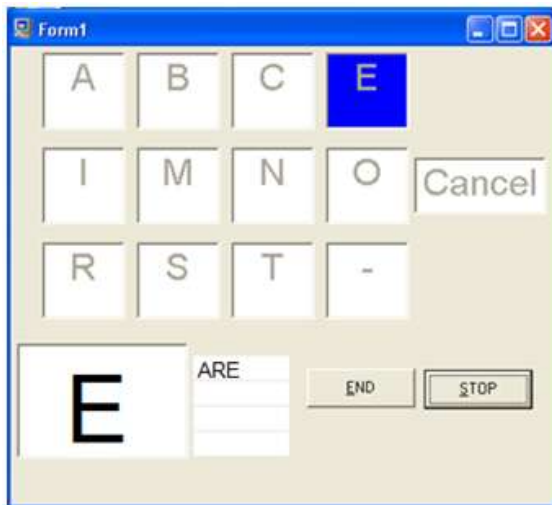 Form1
A B C E
I M N O Cancel
R S T -
E ARE END STOP